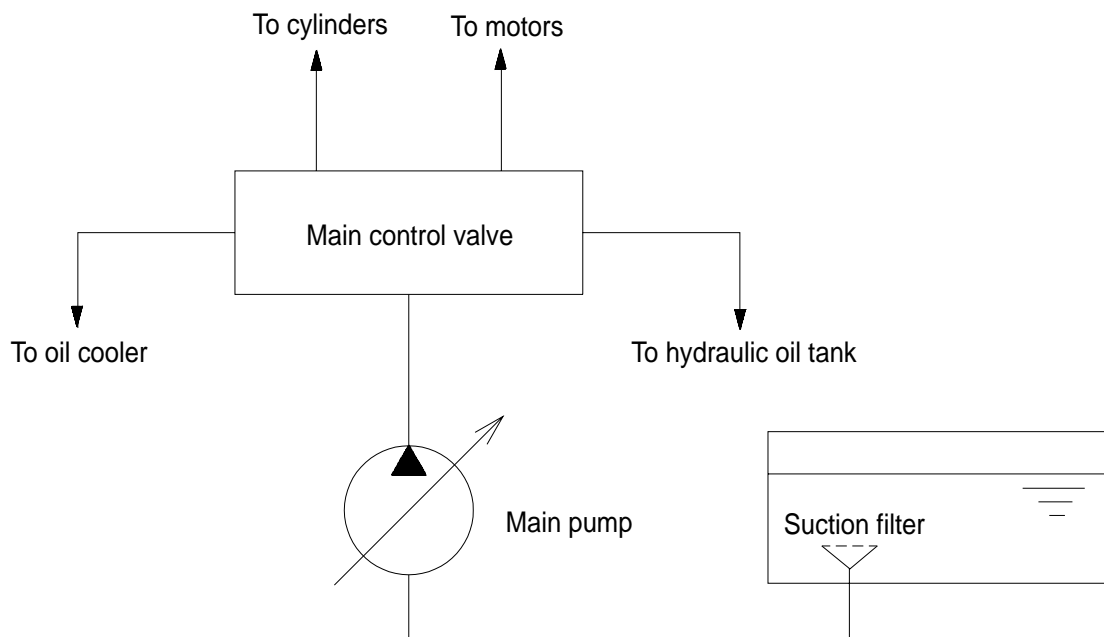 To cylinders
To motors
Main control valve
To oil cooler
To hydraulic oil tank
Main pump
Suction filter